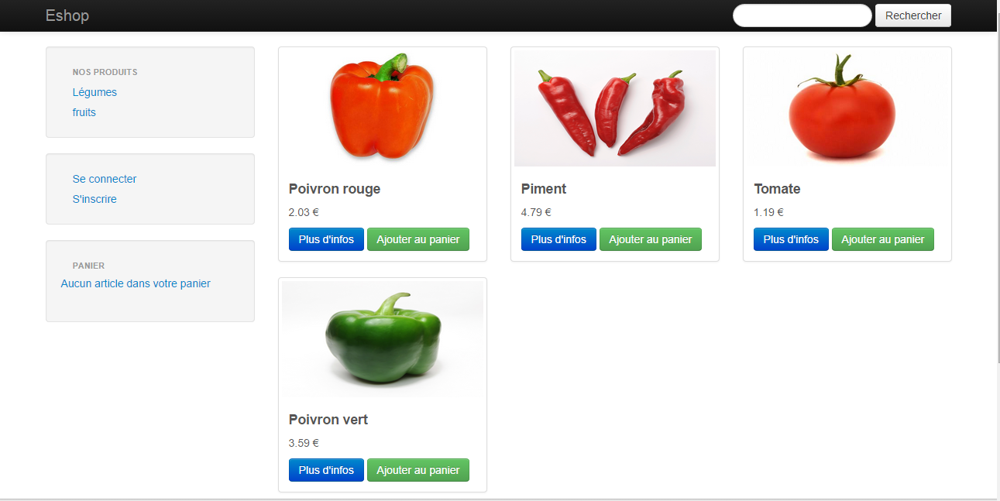 Eshop
Rechercher
NOS PRODUITS
Légumes
fruits
Se connecter
S'inscrire
PANIER
Aucun article dans votre panier
Poivron rouge
2.03 €
Plus d'infos
Ajouter au panier
Piment
4.79 €
Plus d'infos
Ajouter au panier
Tomate
1.19 €
Plus d'infos
Ajouter au panier
Poivron vert
3.59 €
Plus d'infos
Ajouter au panier